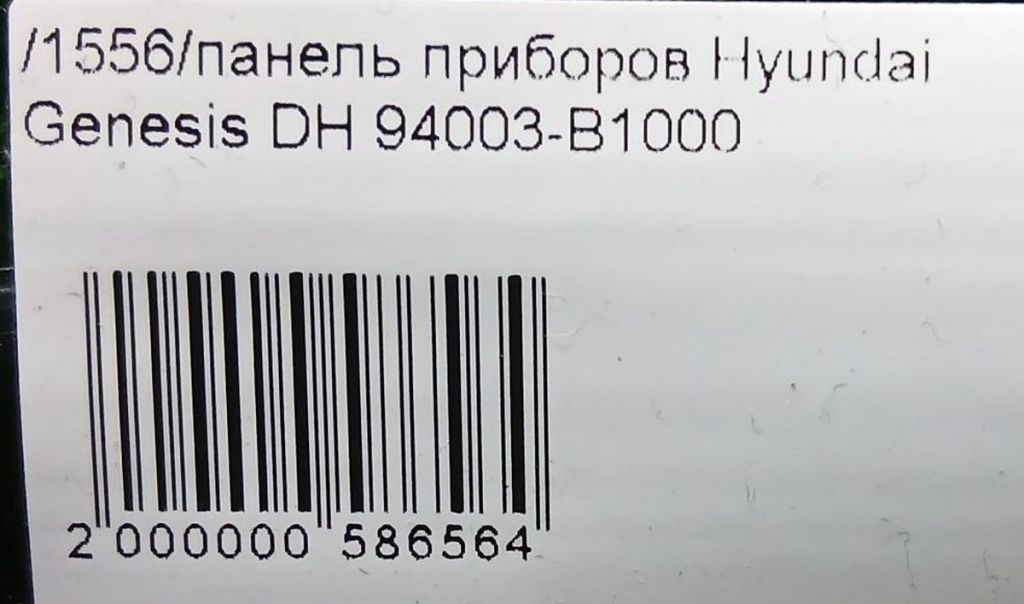 /1556/панель приборов Hyundai
Genesis DH 94003-B1000
2 000000 586564